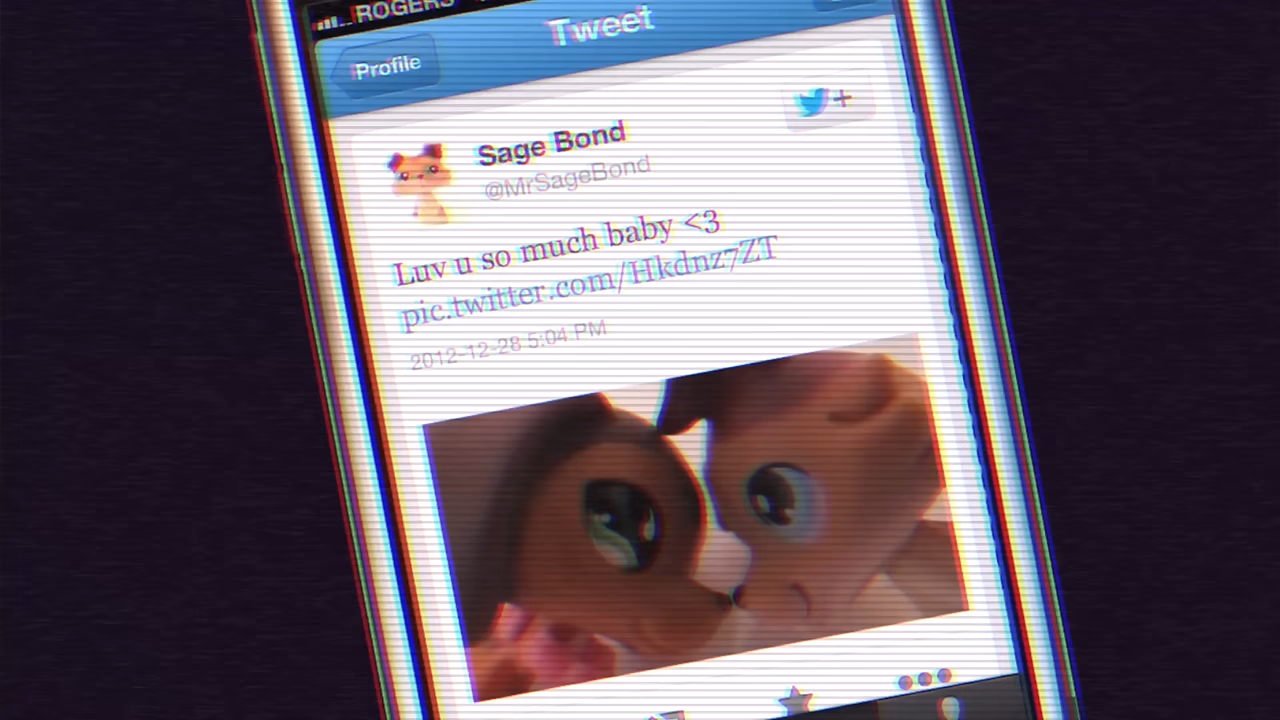 ROGERS
Tweet
Profile
Sage Bond
@MrSageBond
Luv u so much baby <3
pic.twitter.com/Hkdnz7ZT
2012-12-28 5:04 PM